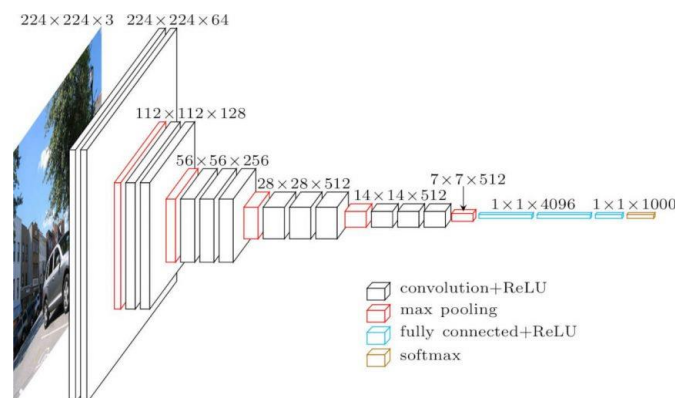 224×224×3
224×224×64
112×112×128
56×56×256
28×28×512
14×14×512
7×7×512
1×1×4096
1×1×1000
convolution+ReLU
max pooling
fully connected+ReLU
softmax